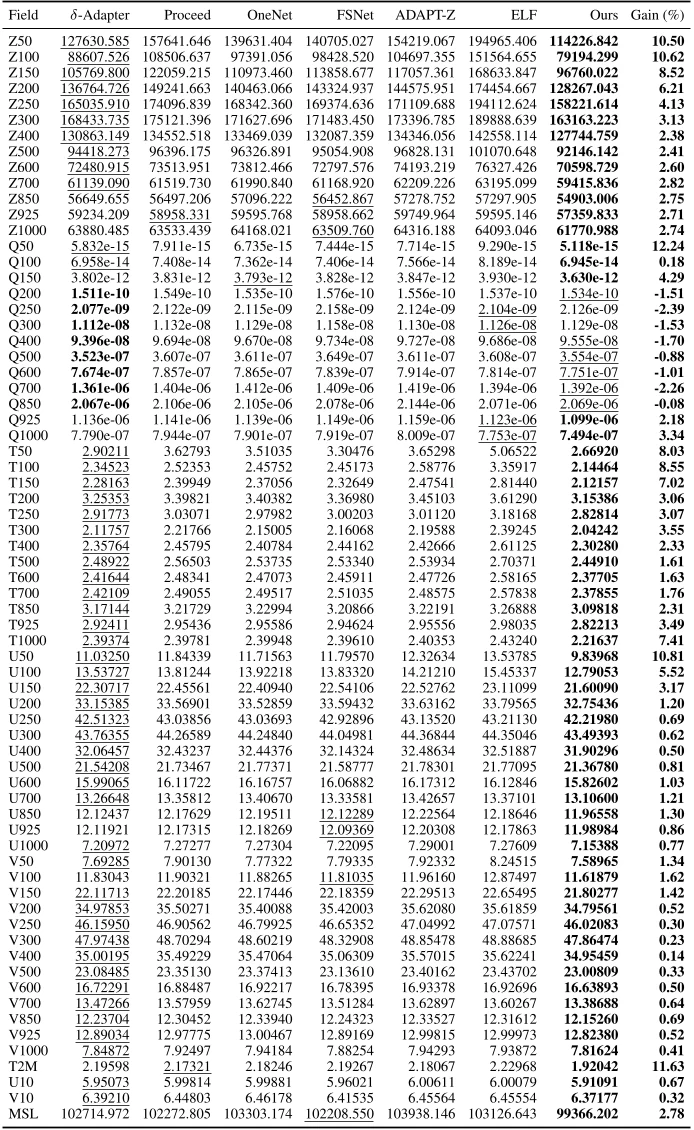 Field δ-Adapter Proceed OneNet FSNet ADAPT-Z ELF Ours Gain (%)
Z50 127630.585 157641.646 139631.404 140705.027 154219.067 194965.406 114226.842 10.50
Z100 88607.526 108506.637 97391.056 98428.520 104697.355 151564.655 79194.299 10.62
Z150 105769.800 122059.215 110973.460 113858.677 117057.361 168633.847 96760.022 8.52
Z200 136764.726 149241.663 140463.066 143324.937 144575.951 174454.667 128267.043 6.21
Z250 165035.910 174096.839 168342.360 169374.636 171109.688 194112.624 158221.614 4.13
Z300 168433.735 175121.396 171627.696 171483.450 173396.785 189888.639 163163.223 3.13
Z400 130863.149 134552.518 133469.039 132087.359 134346.056 142558.114 127744.759 2.38
Z500 94418.273 96396.175 96326.891 95054.908 96828.131 101070.648 92146.142 2.41
Z600 72480.915 73513.951 73812.466 72797.576 74193.219 76327.426 70598.729 2.60
Z700 61139.090 61519.730 61990.840 61168.920 62209.226 63195.099 59415.836 2.82
Z850 56649.655 56497.206 57096.222 56452.867 57278.752 57297.905 54903.006 2.75
Z925 59234.209 58958.331 59595.768 58958.662 59749.964 59595.146 57359.833 2.71
Z1000 63880.485 63533.439 64168.021 63509.760 64316.188 64093.046 61770.988 2.74
Q50 5.832e-15 7.911e-15 6.735e-15 7.444e-15 7.714e-15 9.290e-15 5.118e-15 12.24
Q100 6.958e-14 7.408e-14 7.362e-14 7.406e-14 7.566e-14 8.189e-14 6.945e-14 0.18
Q150 3.802e-12 3.831e-12 3.793e-12 3.828e-12 3.847e-12 3.930e-12 3.630e-12 4.29
Q200 1.511e-10 1.549e-10 1.535e-10 1.576e-10 1.556e-10 1.537e-10 1.534e-10 -1.51
Q250 2.077e-09 2.122e-09 2.115e-09 2.158e-09 2.124e-09 2.104e-09 2.126e-09 -2.39
Q300 1.112e-08 1.132e-08 1.129e-08 1.158e-08 1.130e-08 1.126e-08 1.129e-08 -1.53
Q400 9.396e-08 9.694e-08 9.670e-08 9.734e-08 9.727e-08 9.686e-08 9.555e-08 -1.70
Q500 3.523e-07 3.607e-07 3.611e-07 3.649e-07 3.611e-07 3.608e-07 3.554e-07 -0.88
Q600 7.674e-07 7.857e-07 7.865e-07 7.839e-07 7.914e-07 7.814e-07 7.751e-07 -1.01
Q700 1.361e-06 1.404e-06 1.412e-06 1.409e-06 1.419e-06 1.394e-06 1.392e-06 -2.26
Q850 2.067e-06 2.106e-06 2.105e-06 2.078e-06 2.144e-06 2.071e-06 2.069e-06 -0.08
Q925 1.136e-06 1.141e-06 1.139e-06 1.149e-06 1.159e-06 1.123e-06 1.099e-06 2.18
Q1000 7.790e-07 7.944e-07 7.901e-07 7.919e-07 8.009e-07 7.753e-07 7.494e-07 3.34
T50 2.90211 3.62793 3.51035 3.30476 3.65298 5.06522 2.66920 8.03
T100 2.34523 2.52353 2.45752 2.45173 2.58776 3.35917 2.14464 8.55
T150 2.28163 2.39949 2.37056 2.32649 2.47541 2.81440 2.12157 7.02
T200 3.25353 3.39821 3.40382 3.36980 3.45103 3.61290 3.15386 3.06
T250 2.91773 3.03071 2.97982 3.00203 3.01120 3.18168 2.82814 3.07
T300 2.11757 2.21766 2.15005 2.16068 2.19588 2.39245 2.04242 3.55
T400 2.35764 2.45795 2.40784 2.44162 2.42666 2.61125 2.30280 2.33
T500 2.48922 2.56503 2.53735 2.53340 2.53934 2.70371 2.44910 1.61
T600 2.41644 2.48341 2.47073 2.45911 2.47726 2.58165 2.37705 1.63
T700 2.42109 2.49055 2.49517 2.51035 2.48575 2.57838 2.37855 1.76
T850 3.17144 3.21729 3.22994 3.20866 3.22191 3.26888 3.09818 2.31
T925 2.92411 2.95436 2.95586 2.94624 2.95556 2.98035 2.82213 3.49
T1000 2.39374 2.39781 2.39948 2.39610 2.40353 2.43240 2.21637 7.41
U50 11.03250 11.84339 11.71563 11.79570 12.32634 13.53785 9.83968 10.81
U100 13.53727 13.81244 13.92218 13.83320 14.21210 15.45337 12.79053 5.52
U150 22.30717 22.45561 22.40940 22.54106 22.52762 23.11099 21.60090 3.17
U200 33.15385 33.56901 33.52859 33.59432 33.63162 33.79565 32.75436 1.20
U250 42.51323 43.03856 43.03693 42.92896 43.13520 43.21130 42.21980 0.69
U300 43.76355 44.26589 44.24840 44.04981 44.36844 44.35046 43.49393 0.62
U400 32.06457 32.43237 32.44376 32.14324 32.48634 32.51887 31.90296 0.50
U500 21.54208 21.73467 21.77371 21.58777 21.78301 21.77095 21.36780 0.81
U600 15.99065 16.11722 16.16757 16.06882 16.17312 16.12846 15.82602 1.03
U700 13.26648 13.35812 13.40670 13.33581 13.42657 13.37101 13.10600 1.21
U850 12.12437 12.17629 12.19511 12.12289 12.22564 12.18646 11.96558 1.30
U925 12.11921 12.17315 12.18269 12.09369 12.20308 12.17863 11.98984 0.86
U1000 7.20972 7.27277 7.27304 7.22095 7.29001 7.27609 7.15388 0.77
V50 7.69285 7.90130 7.77322 7.79335 7.92332 8.24515 7.58965 1.34
V100 11.83043 11.90321 11.88265 11.81035 11.96160 12.87497 11.61879 1.62
V150 22.11713 22.20185 22.17446 22.18359 22.29513 22.65495 21.80277 1.42
V200 34.97853 35.50271 35.40088 35.42003 35.62080 35.61859 34.79561 0.52
V250 46.15950 46.90562 46.79925 46.65352 47.04992 47.07571 46.02083 0.30
V300 47.97438 48.70294 48.60219 48.32908 48.85478 48.88685 47.86474 0.23
V400 35.00195 35.49229 35.47064 35.06309 35.57015 35.62241 34.95459 0.14
V500 23.08485 23.35130 23.37413 23.13610 23.40162 23.43702 23.00809 0.33
V600 16.72291 16.88487 16.92217 16.78395 16.93378 16.92696 16.63893 0.50
V700 13.47266 13.57959 13.62745 13.51284 13.62897 13.60267 13.38688 0.64
V850 12.23704 12.30452 12.33940 12.24323 12.33527 12.31612 12.15260 0.69
V925 12.89034 12.97775 13.00467 12.89169 12.99815 12.99973 12.82380 0.52
V1000 7.84872 7.92497 7.94184 7.88254 7.94293 7.93872 7.81624 0.41
T2M 2.19598 2.17321 2.18246 2.19267 2.18067 2.22968 1.92042 11.63
U10 5.95073 5.99814 5.99881 5.96021 6.00611 6.00079 5.91091 0.67
V10 6.39210 6.44803 6.46178 6.41535 6.45564 6.45554 6.37177 0.32
MSL 102714.972 102272.805 103303.174 102208.550 103938.146 103126.643 99366.202 2.78